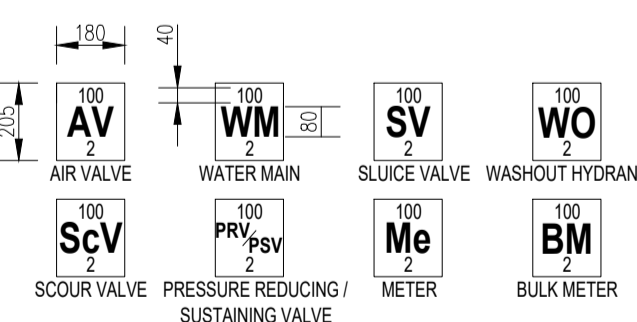 180
40
205
80
100
AV
2
AIR VALVE
100
WM
2
WATER MAIN
100
SV
2
SLUICE VALVE
100
WO
2
WASHOUT HYDRAN
100
ScV
2
SCOUR VALVE
100
PRV/PSV
2
PRESSURE REDUCING /
SUSTAINING VALVE
100
Me
2
METER
100
BM
2
BULK METER